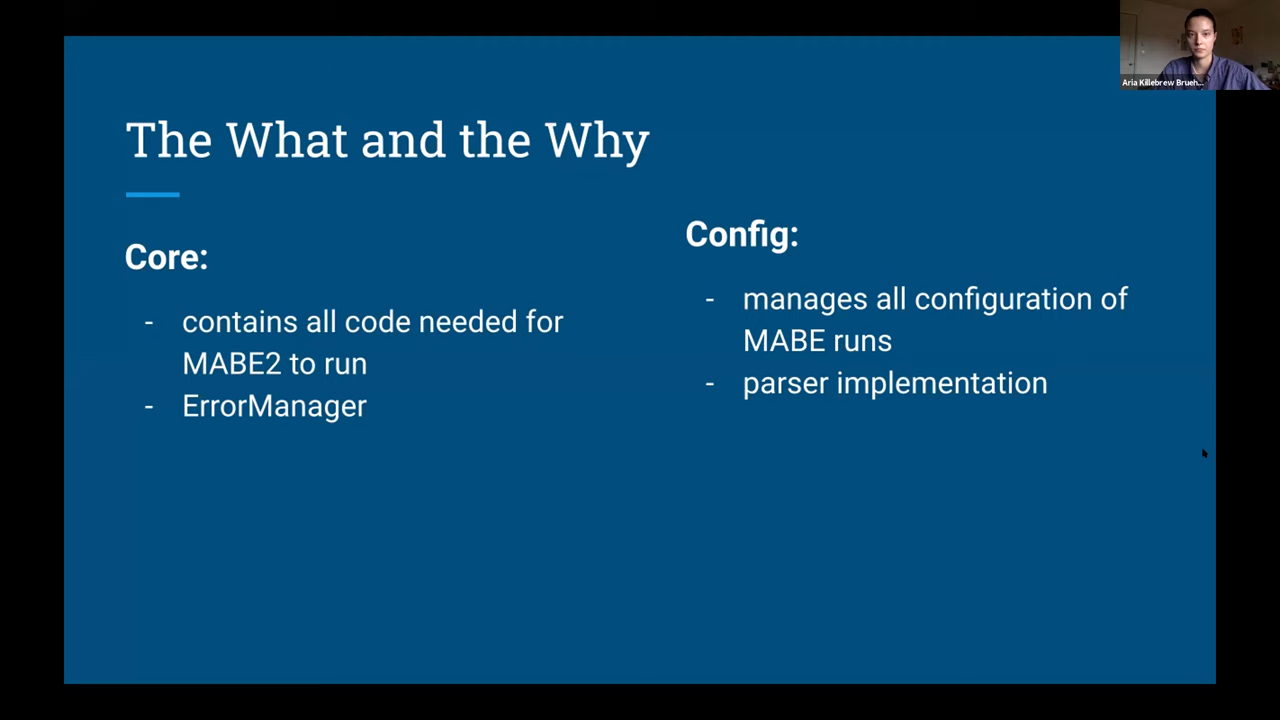 The What and the Why
Core:
- contains all code needed for
MABE2 to run
- ErrorManager
Config:
- manages all configuration of
MABE runs
- parser implementation
Aria Killebrew Brueh...